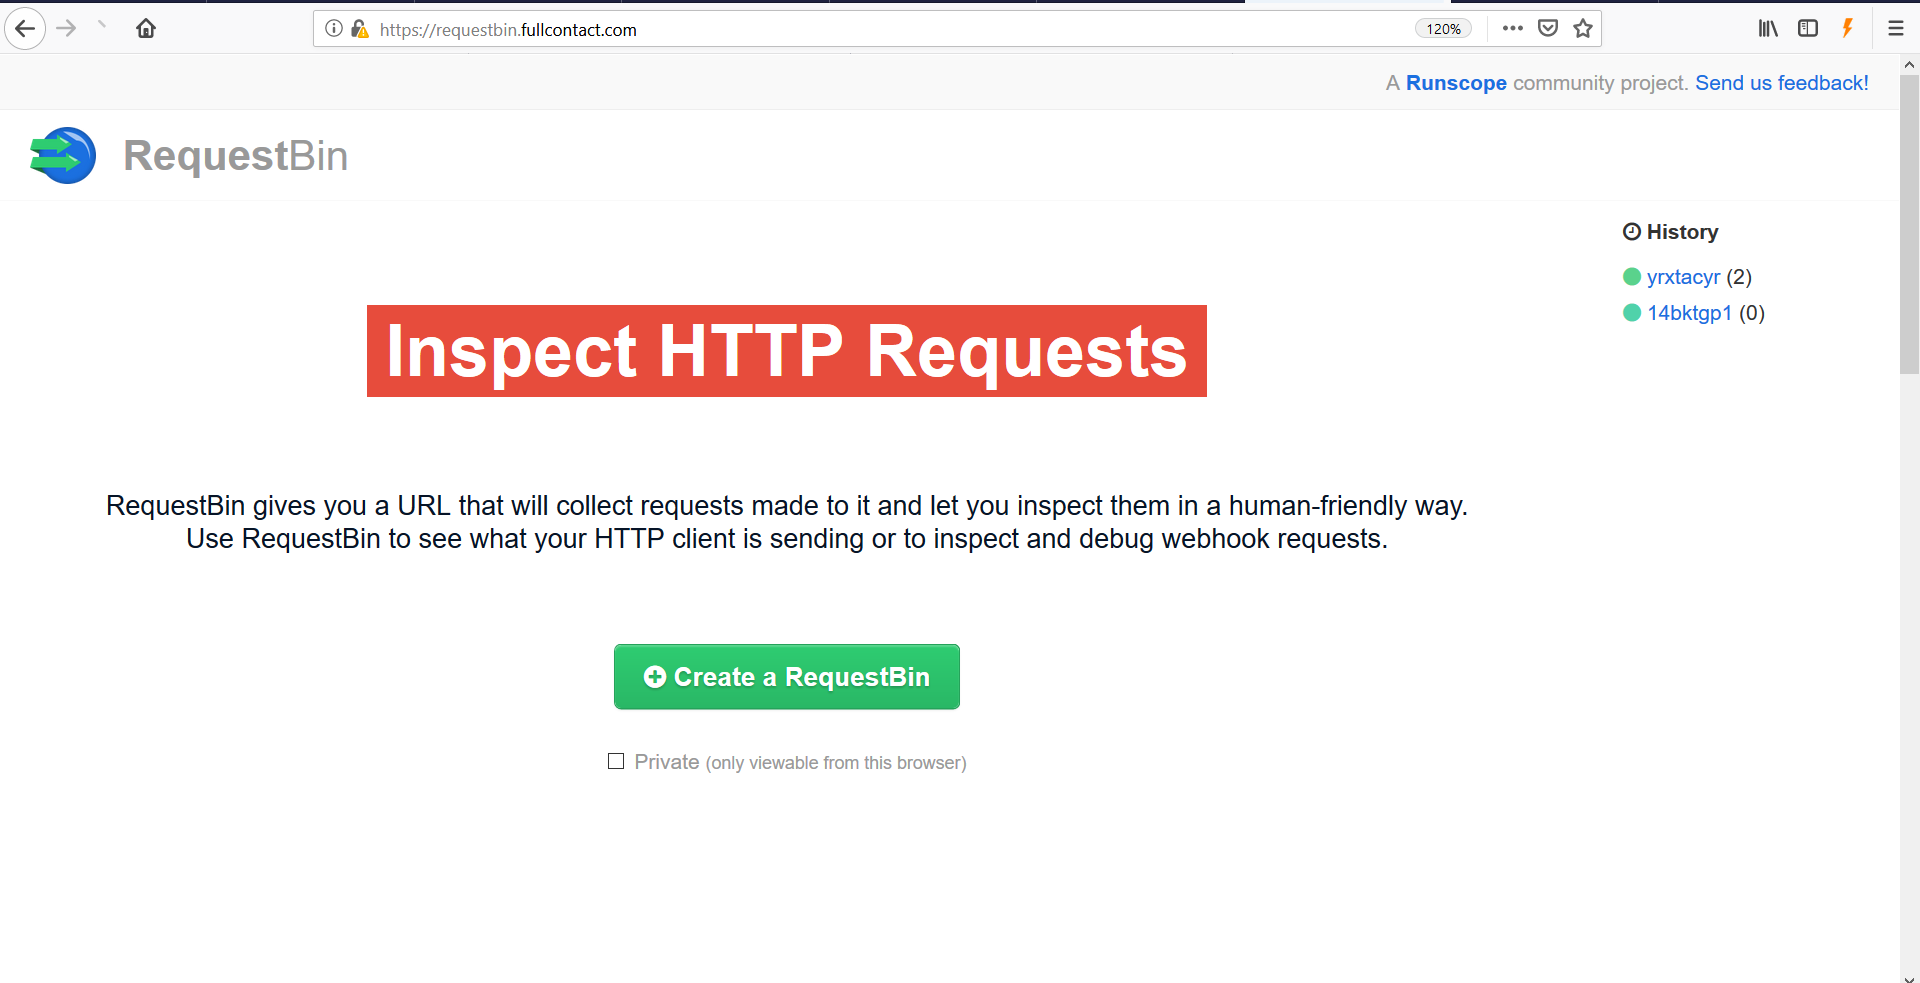 https://requestbin.fullcontact.com
120%
A Runscope community project. Send us feedback!
RequestBin
History
yrxtacyr (2)
14bktgp1 (0)
Inspect HTTP Requests
RequestBin gives you a URL that will collect requests made to it and let you inspect them in a human-friendly way.
Use RequestBin to see what your HTTP client is sending or to inspect and debug webhook requests.
Create a RequestBin
Private (only viewable from this browser)